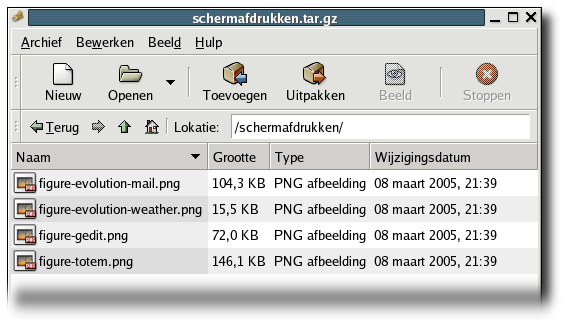 schermafdrukken.tar.gz
Archief Bewerken Beeld Hulp
Nieuw Openen Toevoegen Uitpakken Beeld Stoppen
Terug Lokatie: /schermafdrukken/
Naam Grootte Type Wijzigingsdatum
figure-evolution-mail.png 104,3 KB PNG afbeelding 08 maart 2005, 21:39
figure-evolution-weather.png 15,5 KB PNG afbeelding 08 maart 2005, 21:39
figure-gedit.png 72,0 KB PNG afbeelding 08 maart 2005, 21:39
figure-totem.png 146,1 KB PNG afbeelding 08 maart 2005, 21:39